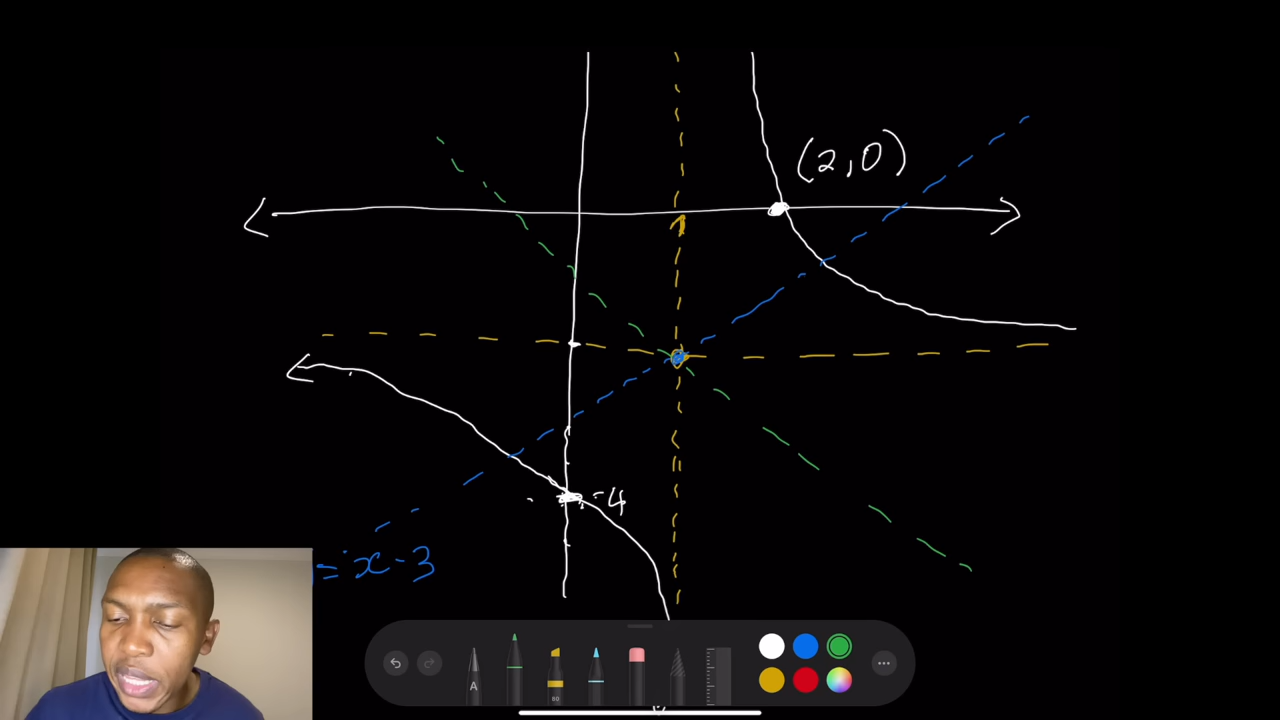 (2,0)
-4
= x - 3